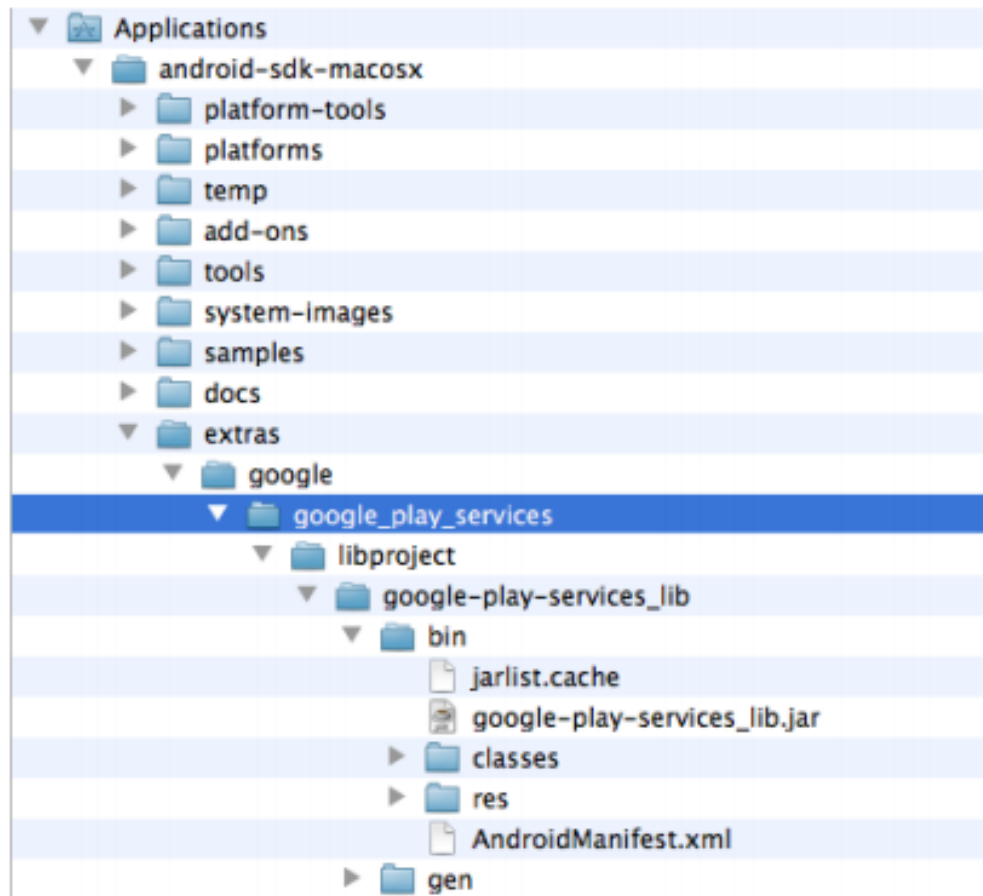 Applications
android-sdk-macosx
platform-tools
platforms
temp
add-ons
tools
system-images
samples
docs
extras
google
google_play_services
libproject
google-play-services_lib
bin
jarlist.cache
google-play-services_lib.jar
classes
res
AndroidManifest.xml
gen